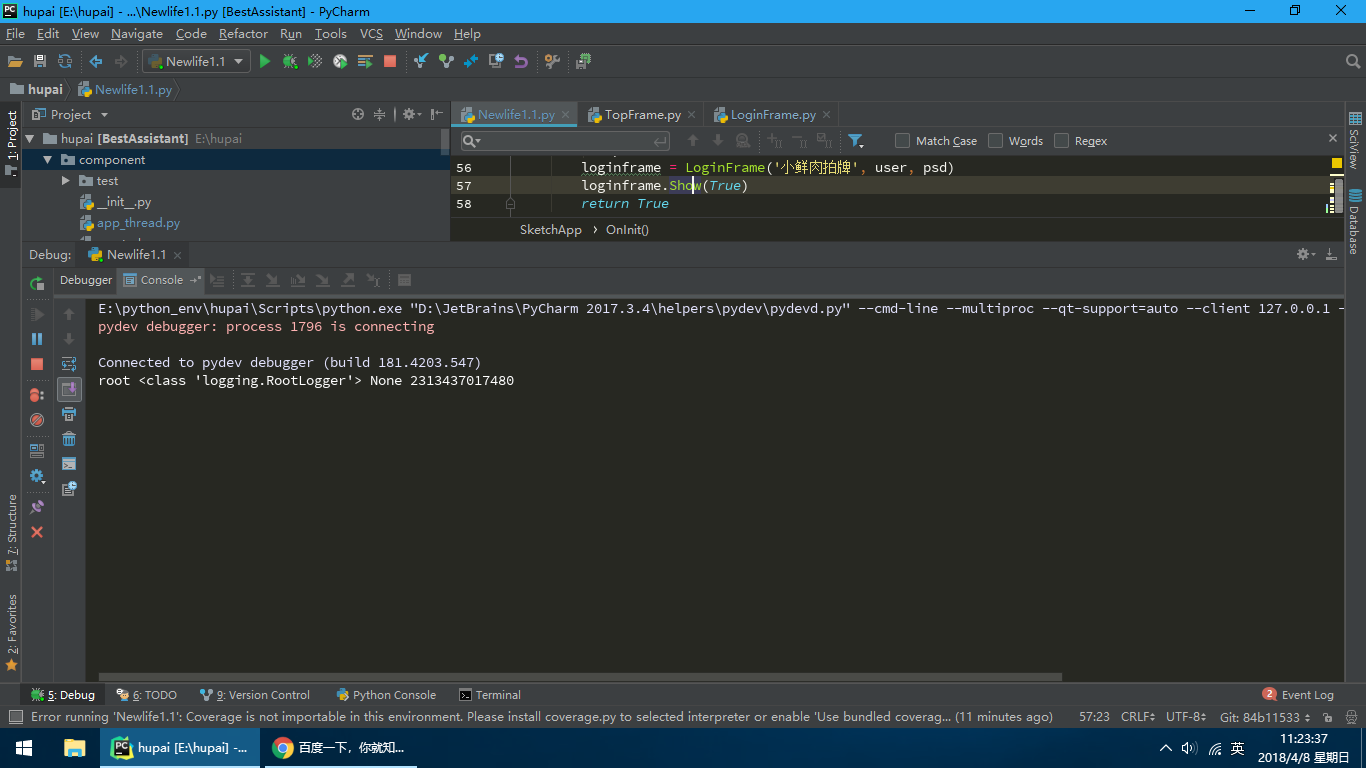 hupai [E:\hupai] - ...\Newlife1.1.py [BestAssistant] - PyCharm
File Edit View Navigate Code Refactor Run Tools VCS Window Help
Newlife1.1
hupai Newlife1.1.py
Project Newlife1.1.py TopFrame.py LoginFrame.py
1: Project
hupai [BestAssistant] E:\hupai
component
test
__init__.py
app_thread.py
Match Case Words Regex
56 loginframe = LoginFrame('小鲜肉拍牌', user, psd)
57 loginframe.Show(True)
58 return True
SketchApp › OnInit()
SciView
Database
Debug: Newlife1.1
Debugger Console
E:\python_env\hupai\Scripts\python.exe "D:\JetBrains\PyCharm 2017.3.4\helpers\pydev\pydevd.py" --cmd-line --multiproc --qt-support=auto --client 127.0.0.1 -
pydev debugger: process 1796 is connecting
Connected to pydev debugger (build 181.4203.547)
root <class 'logging.RootLogger'> None 2313437017480
7: Structure
2: Favorites
5: Debug 6: TODO 9: Version Control Python Console Terminal 2 Event Log
Error running 'Newlife1.1': Coverage is not importable in this environment. Please install coverage.py to selected interpreter or enable 'Use bundled coverag... (11 minutes ago) 57:23 CRLF UTF-8 Git: 84b11533
hupai [E:\hupai] -... 百度一下，你就知... 英 11:23:37
2018/4/8 星期日